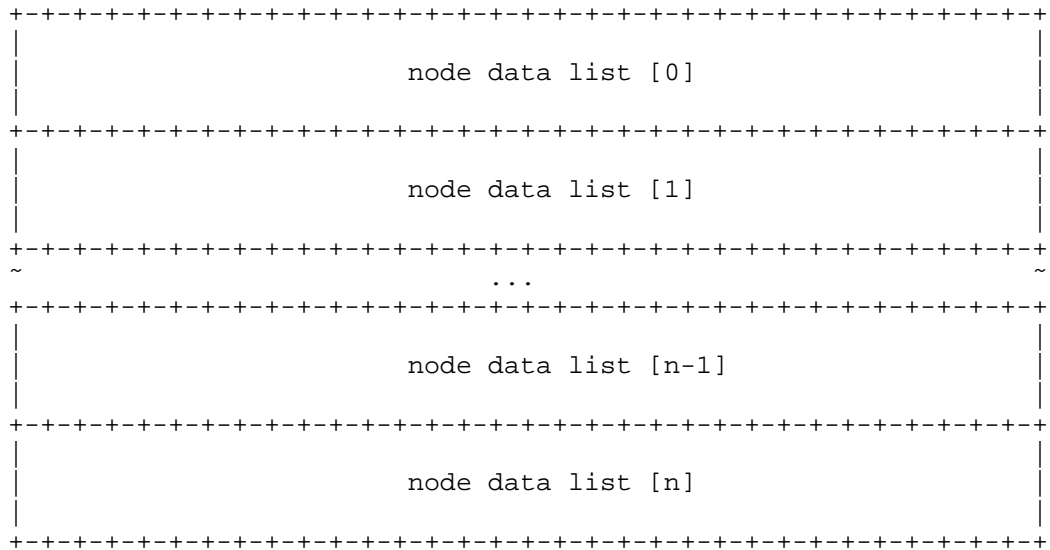 node data list [0]
node data list [1]
...
node data list [n-1]
node data list [n]